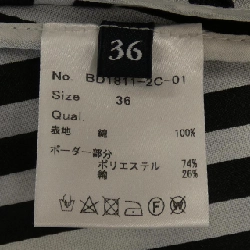 36
No. BD1811-2C-01
Size 36
Qual.
表地 綿 100%
ボーダー部分
ポリエステル 74%
綿 26%